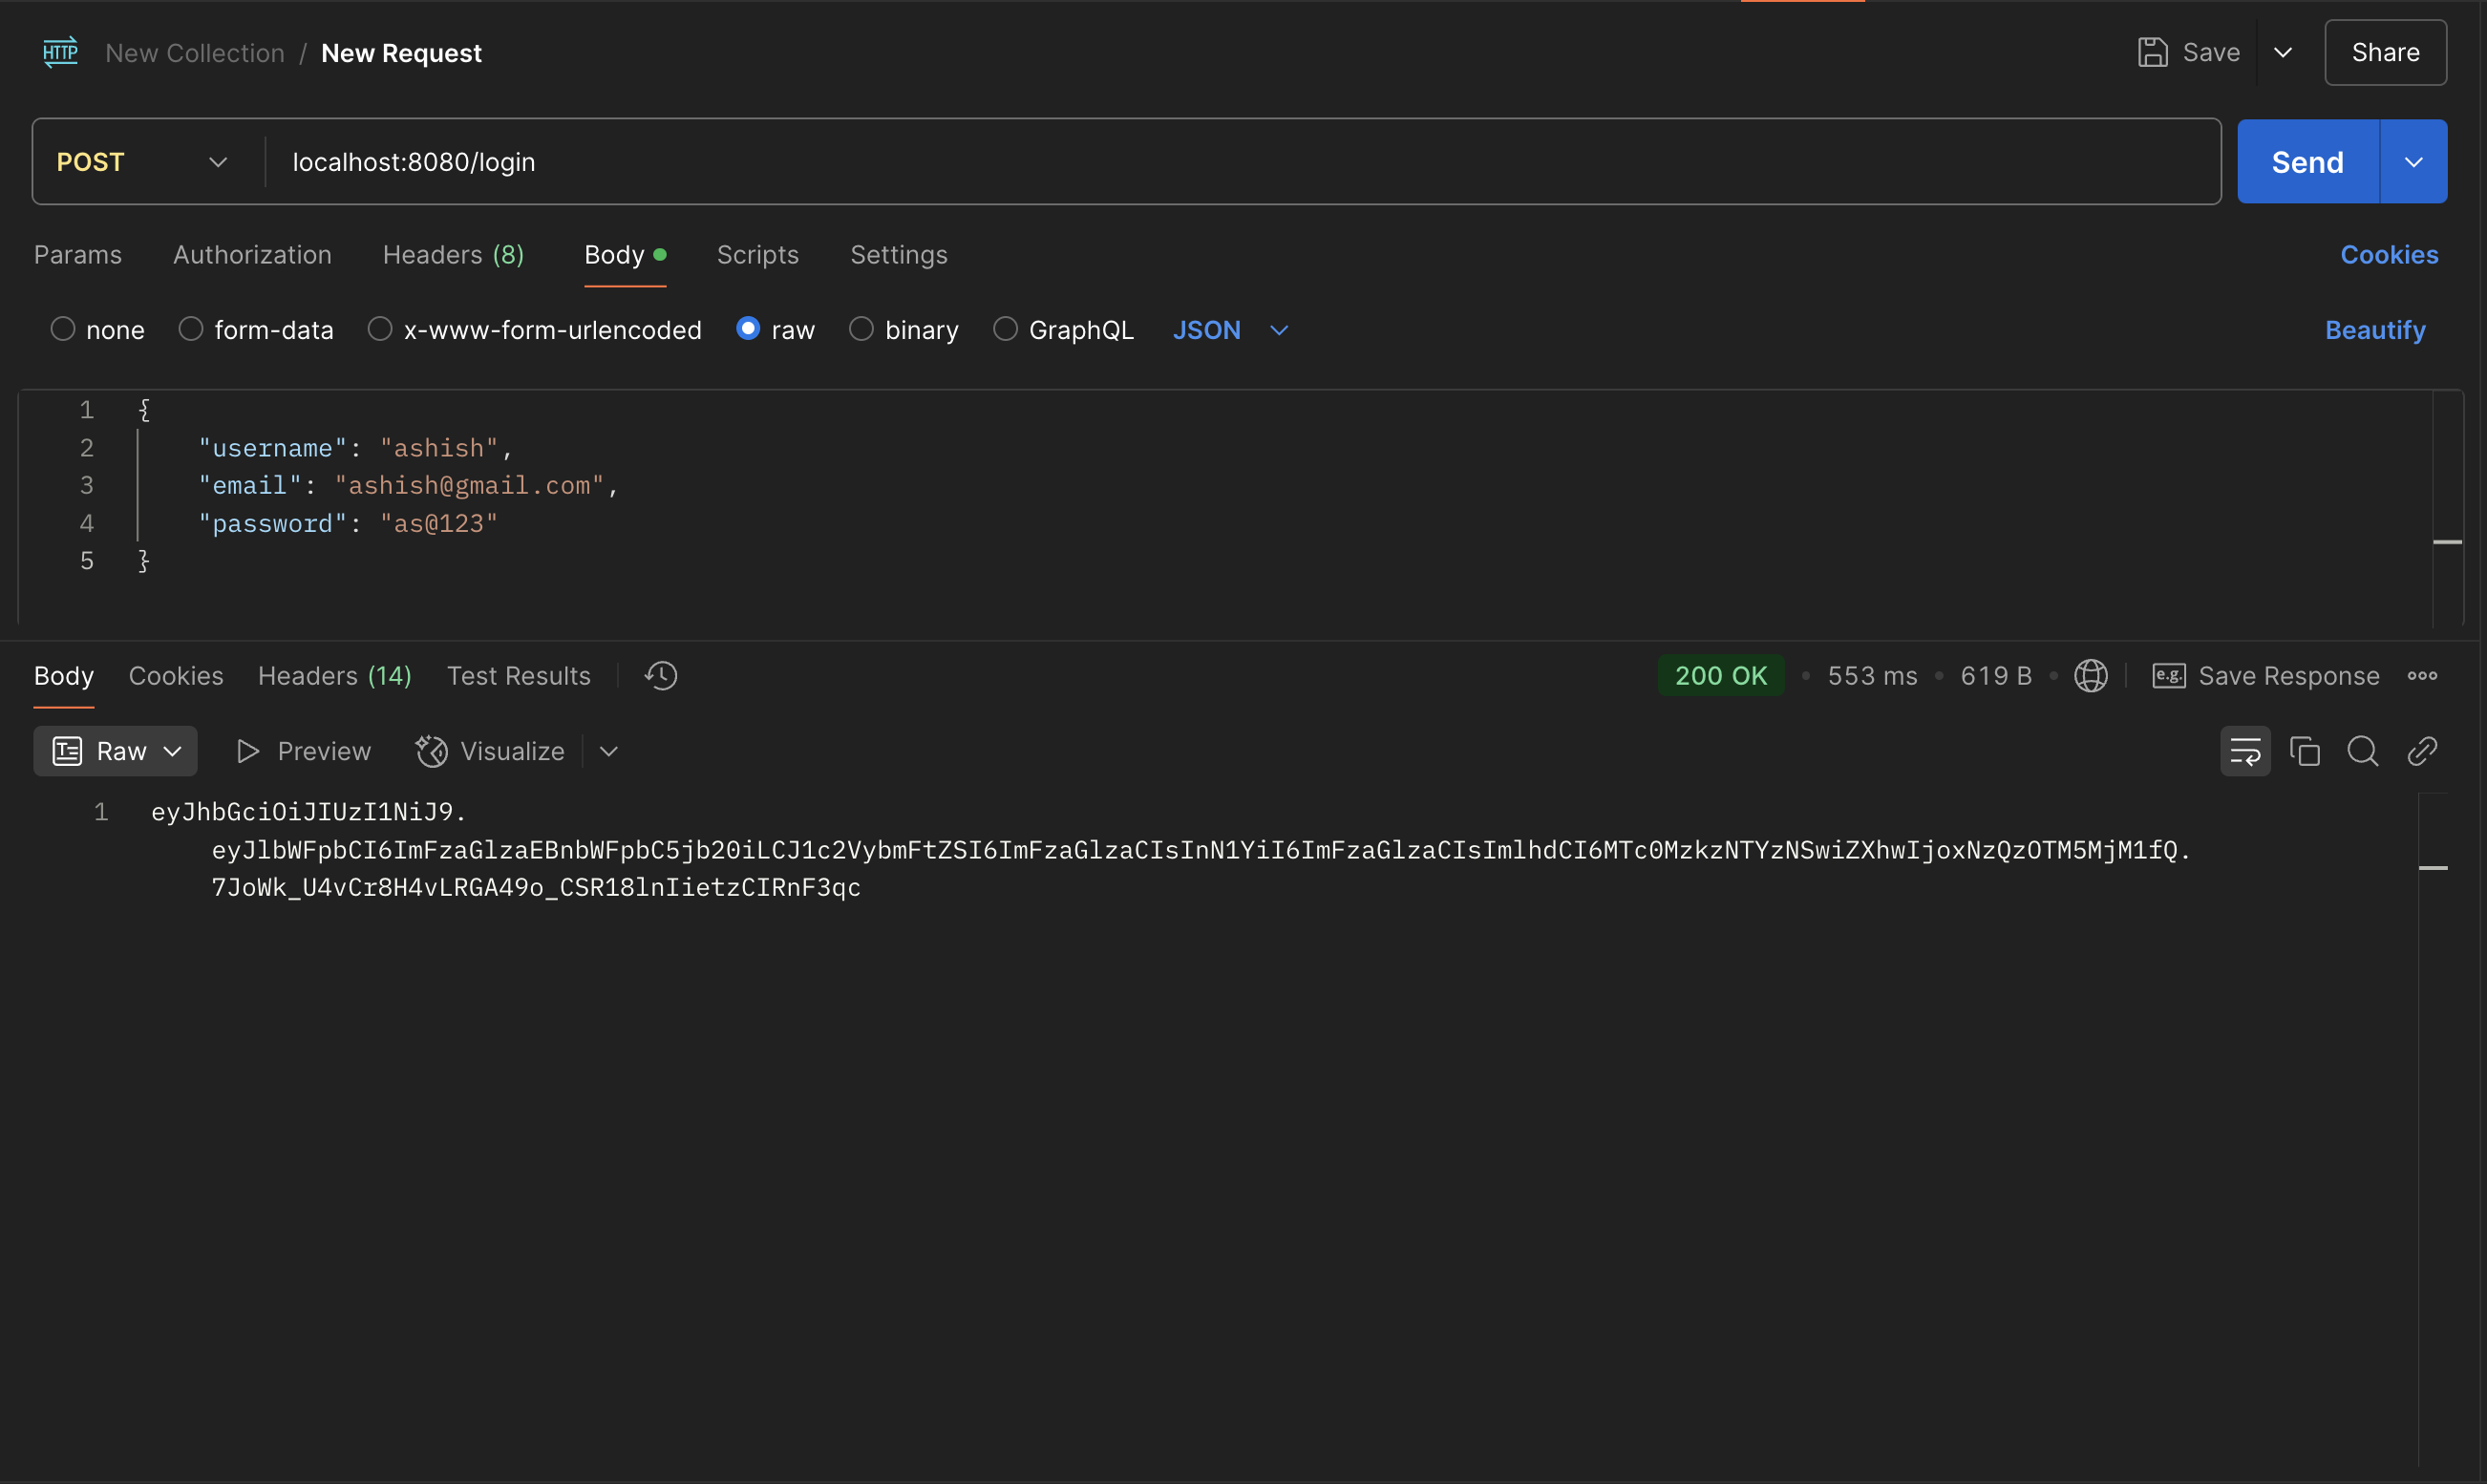 HTTP New Collection / New Request Save Share
POST localhost:8080/login Send
Params Authorization Headers (8) Body Scripts Settings Cookies
none form-data x-www-form-urlencoded raw binary GraphQL JSON Beautify
1 {
2 "username": "ashish",
3 "email": "ashish@gmail.com",
4 "password": "as@123"
5 }
Body Cookies Headers (14) Test Results 200 OK • 553 ms • 619 B • e.g. Save Response
Raw Preview Visualize
1 eyJhbGciOiJIUzI1NiJ9.
eyJlbWFpbCI6ImFzaGlzaEBnbWFpbC5jb20iLCJ1c2VybmFtZSI6ImFzaGlzaCIsInN1YiI6ImFzaGlzaCIsImlhdCI6MTc0MzkzNTYzNSwiZXhwIjoxNzQzOTM5MjM1fQ.
7JoWk_U4vCr8H4vLRGA49o_CSR18lnIietzCIRnF3qc